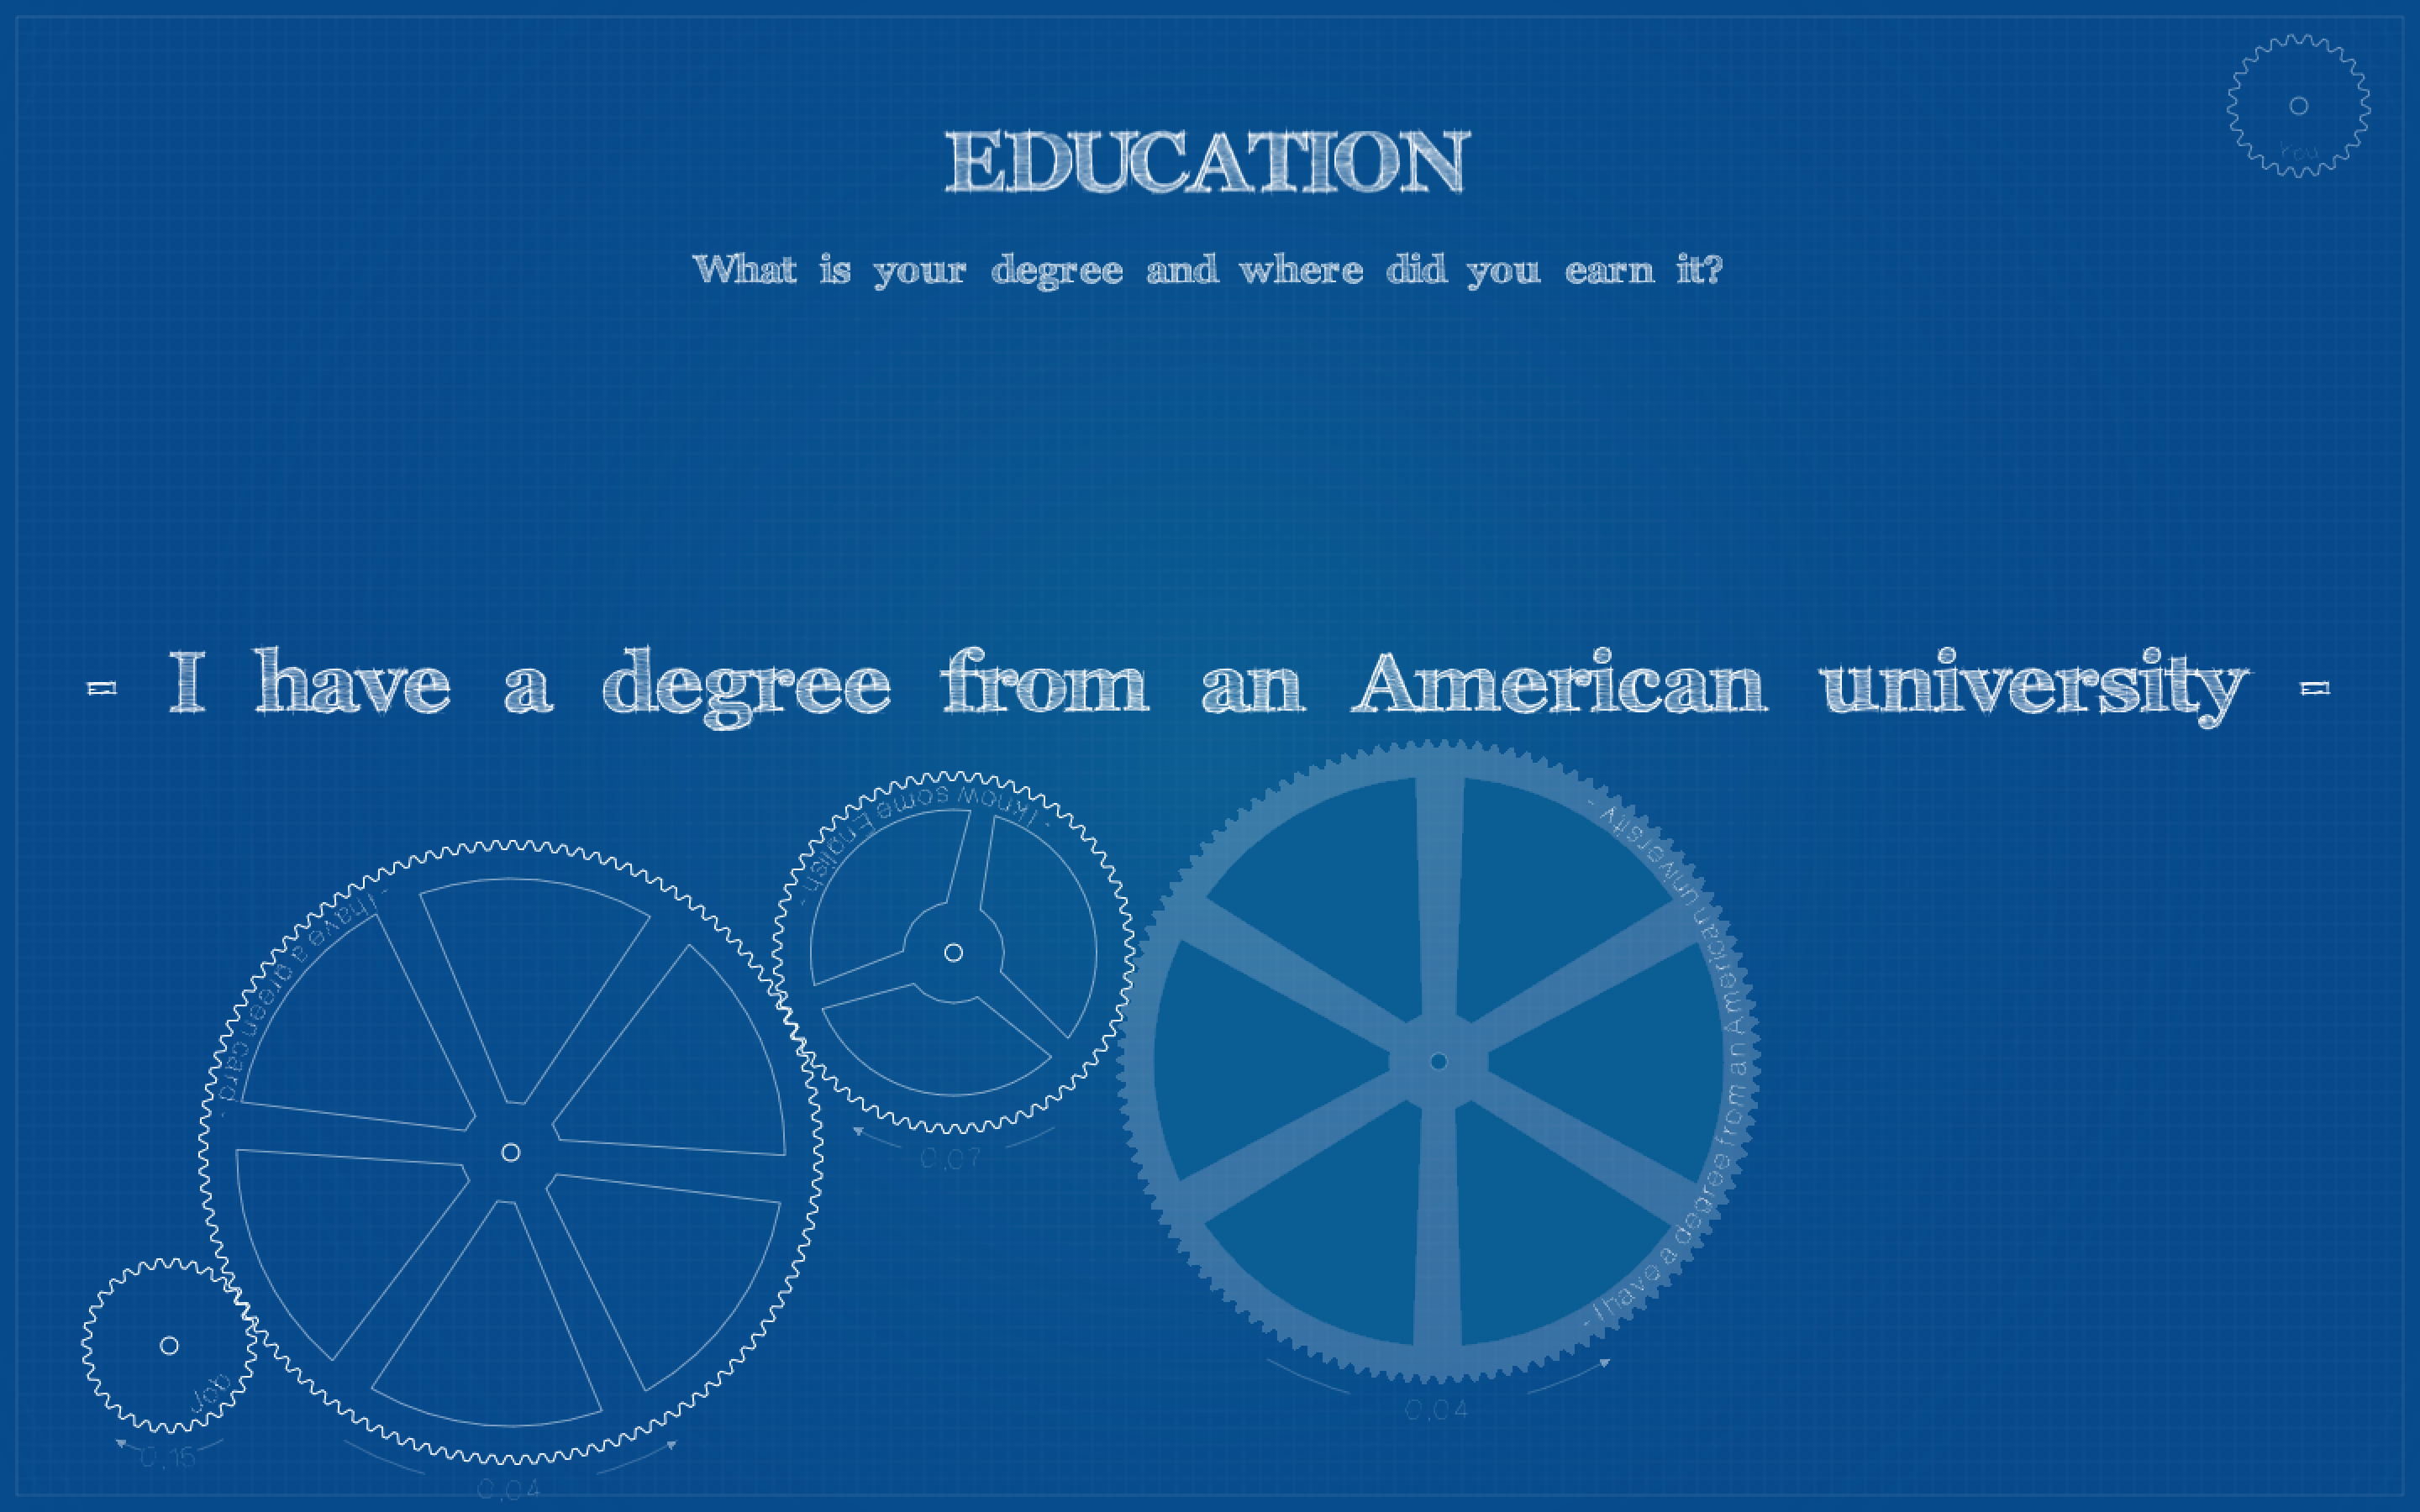 You
EDUCATION
What is your degree and where did you earn it?
- I have a degree from an American university -
- I know some English -
- I have a green card -
- I have a degree from an American university -
Job
0.07
0.04
0.15
0.04